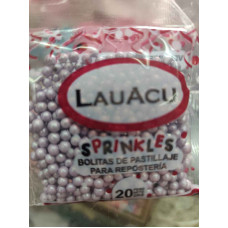 LAUACU
SPRINKLES
BOLITAS DE PASTILLAJE
PARA REPOSTERÍA
20